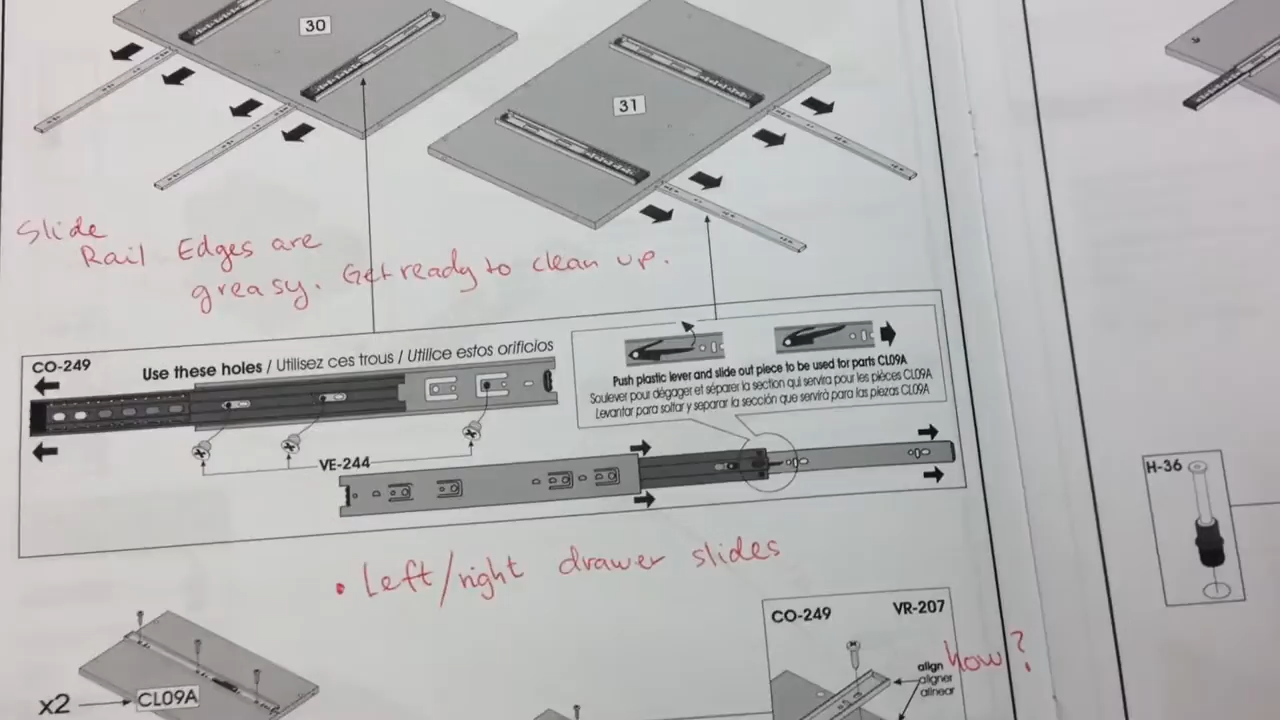 30
31
Slide
Rail Edges are
greasy. Get ready to clean up.
CO-249
Use these holes / Utilisez ces trous / Utilice estos orificios
Push plastic lever and slide out piece to be used for parts CL09A
Soulever pour dégager et séparer la section qui servira pour les pièces CL09A
Levantar para soltar y separar la sección que servirà para las piezas CL09A
VE-244
H-36
• Left/right drawer slides
CO-249 VR-207
align how?
aligner
alinear
x2 CL09A